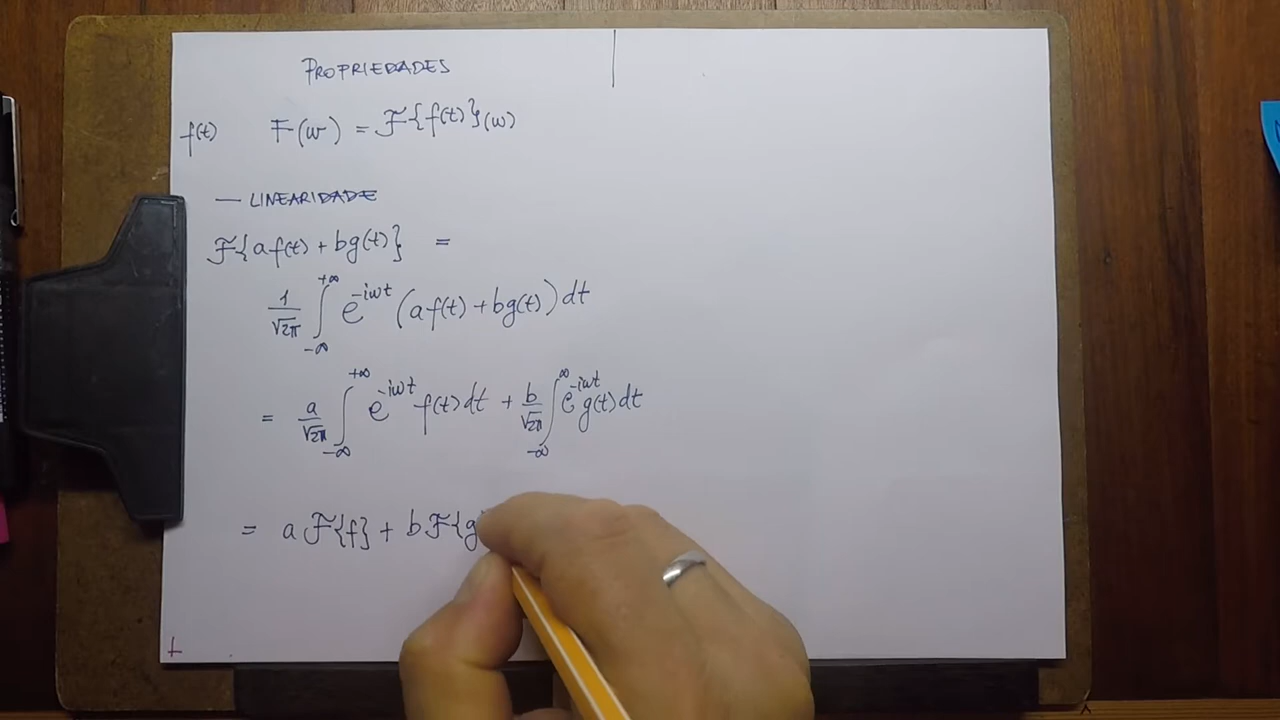 PROPRIEDADES
f(t) F(w) = ℱ{f(t)}(w)
— LINEARIDADE
ℱ{af(t) + bg(t)} =
1/√2π ∫_{-∞}^{+∞} e^{-iwt} (af(t) + bg(t)) dt
= a/√2π ∫_{-∞}^{+∞} e^{-iwt} f(t) dt + b/√2π ∫_{-∞}^{∞} e^{-iwt} g(t) dt
= a ℱ{f} + b ℱ{g